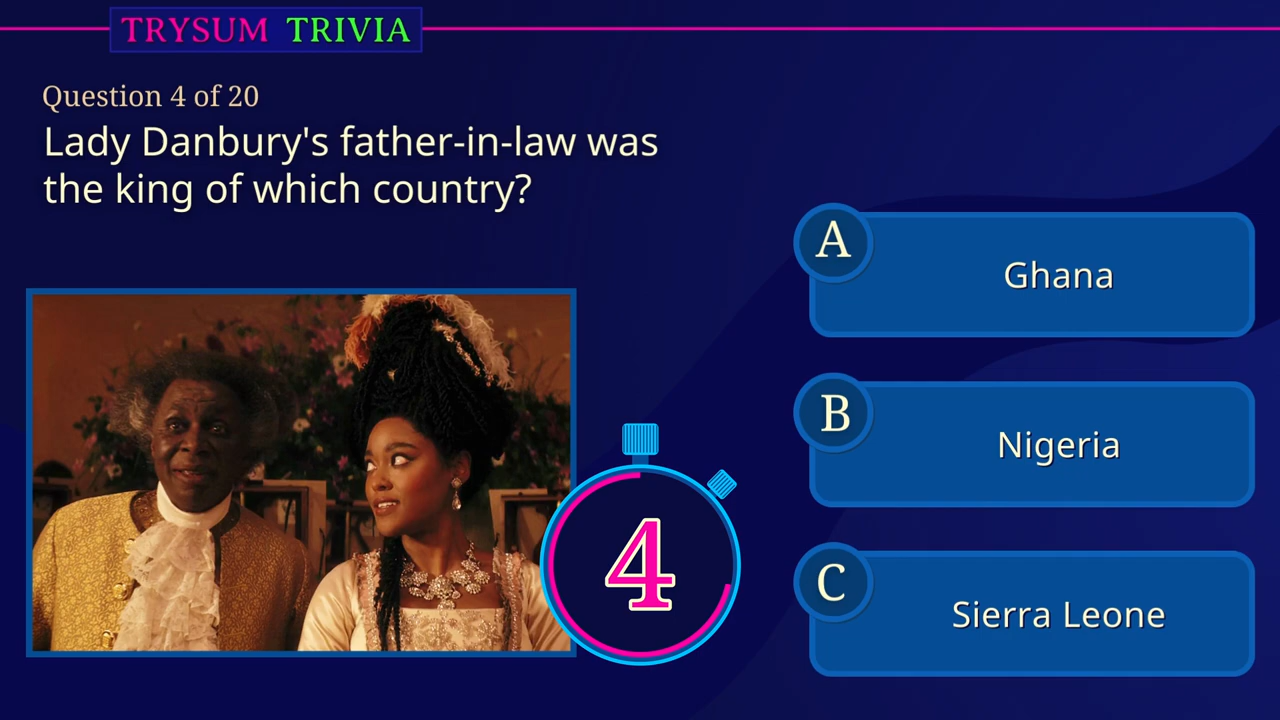 TRYSUM TRIVIA
Question 4 of 20
Lady Danbury's father-in-law was
the king of which country?
A
Ghana
B
Nigeria
C
Sierra Leone
4